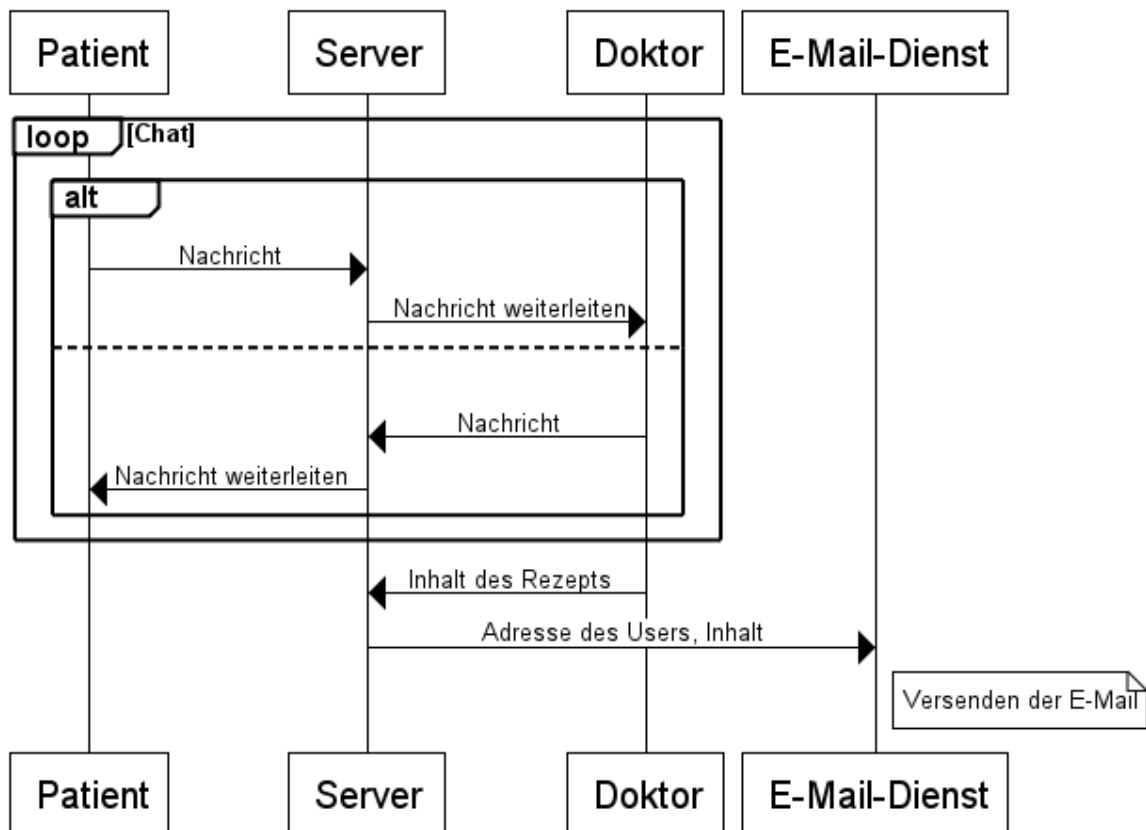 Patient Server Doktor E-Mail-Dienst
loop [Chat]
alt
Nachricht
Nachricht weiterleiten
Nachricht
Nachricht weiterleiten
Inhalt des Rezepts
Adresse des Users, Inhalt
Versenden der E-Mail
Patient Server Doktor E-Mail-Dienst